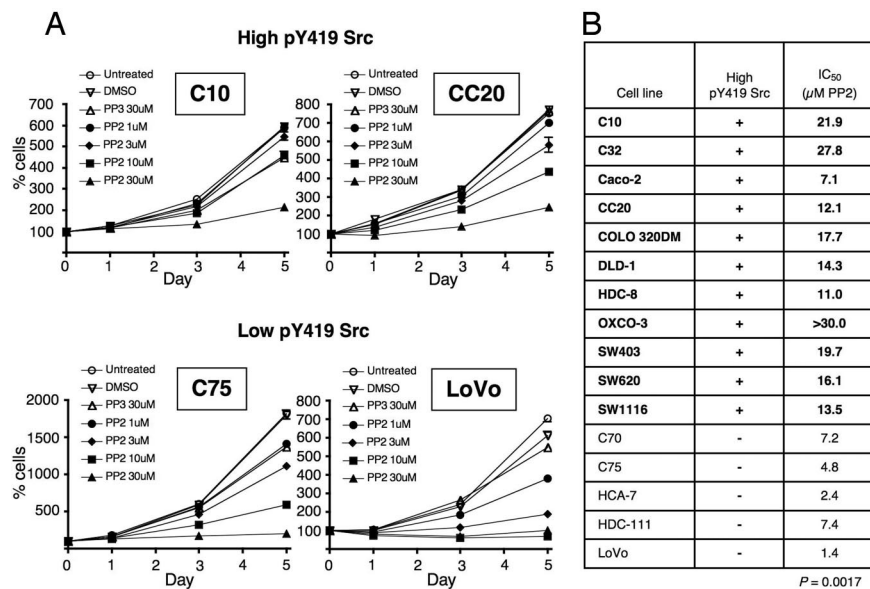 A
High pY419 Src
Untreated
DMSO
PP3 30uM
PP2 1uM
PP2 3uM
PP2 10uM
PP2 30uM
C10
700
600
500
400
300
200
100
% cells
0 1 2 3 4 5
Day
Untreated
DMSO
PP3 30uM
PP2 1uM
PP2 3uM
PP2 10uM
PP2 30uM
CC20
800
700
600
500
400
300
200
100
0 1 2 3 4 5
Day
Low pY419 Src
Untreated
DMSO
PP3 30uM
PP2 1uM
PP2 3uM
PP2 10uM
PP2 30uM
C75
2000
1500
1000
500
% cells
0 1 2 3 4 5
Day
Untreated
DMSO
PP3 30uM
PP2 1uM
PP2 3uM
PP2 10uM
PP2 30uM
LoVo
800
700
600
500
400
300
200
100
0 1 2 3 4 5
Day
B
Cell line High pY419 Src IC50 (µM PP2)
C10 + 21.9
C32 + 27.8
Caco-2 + 7.1
CC20 + 12.1
COLO 320DM + 17.7
DLD-1 + 14.3
HDC-8 + 11.0
OXCO-3 + >30.0
SW403 + 19.7
SW620 + 16.1
SW1116 + 13.5
C70 - 7.2
C75 - 4.8
HCA-7 - 2.4
HDC-111 - 7.4
LoVo - 1.4
P = 0.0017